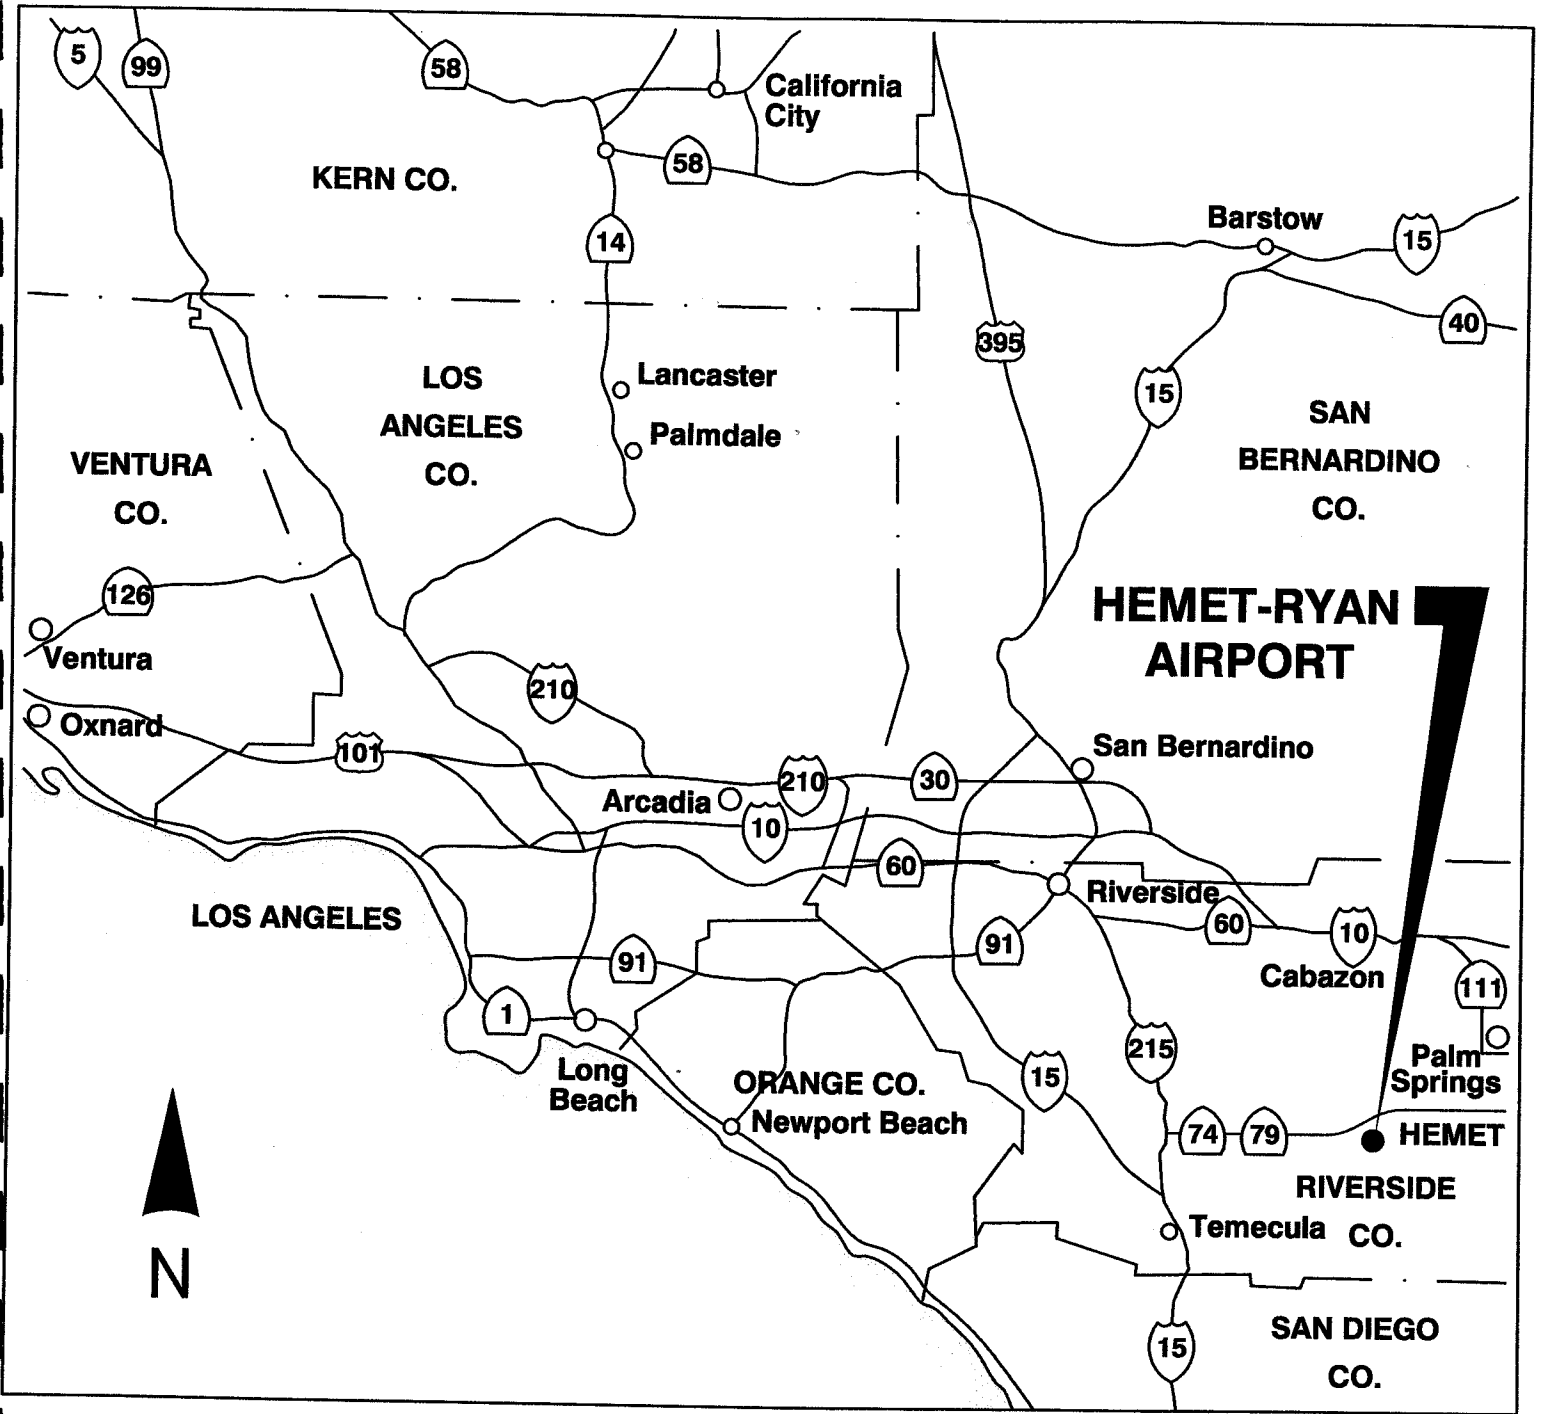 5
99
58
California
City
58
KERN CO.
14
Barstow
15
40
395
15
LOS
ANGELES
CO.
Lancaster
Palmdale
SAN
BERNARDINO
CO.
VENTURA
CO.
126
Ventura
Oxnard
HEMET-RYAN
AIRPORT
210
101
San Bernardino
Arcadia
210
30
10
60
Riverside
LOS ANGELES
91
91
60
10
Cabazon
111
1
Long
Beach
ORANGE CO.
Newport Beach
15
215
Palm
Springs
74
79
HEMET
RIVERSIDE
CO.
Temecula
N
15
SAN DIEGO
CO.